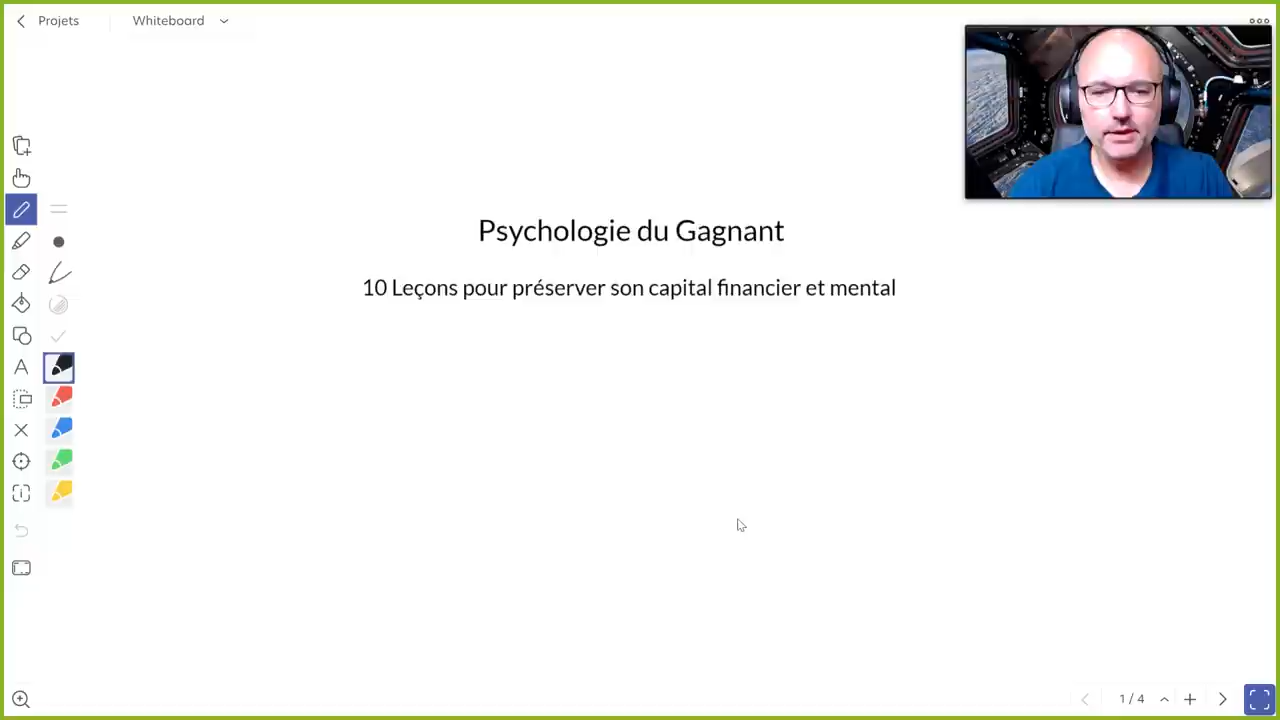 Projets
Whiteboard
Psychologie du Gagnant
10 Leçons pour préserver son capital financier et mental
1 / 4